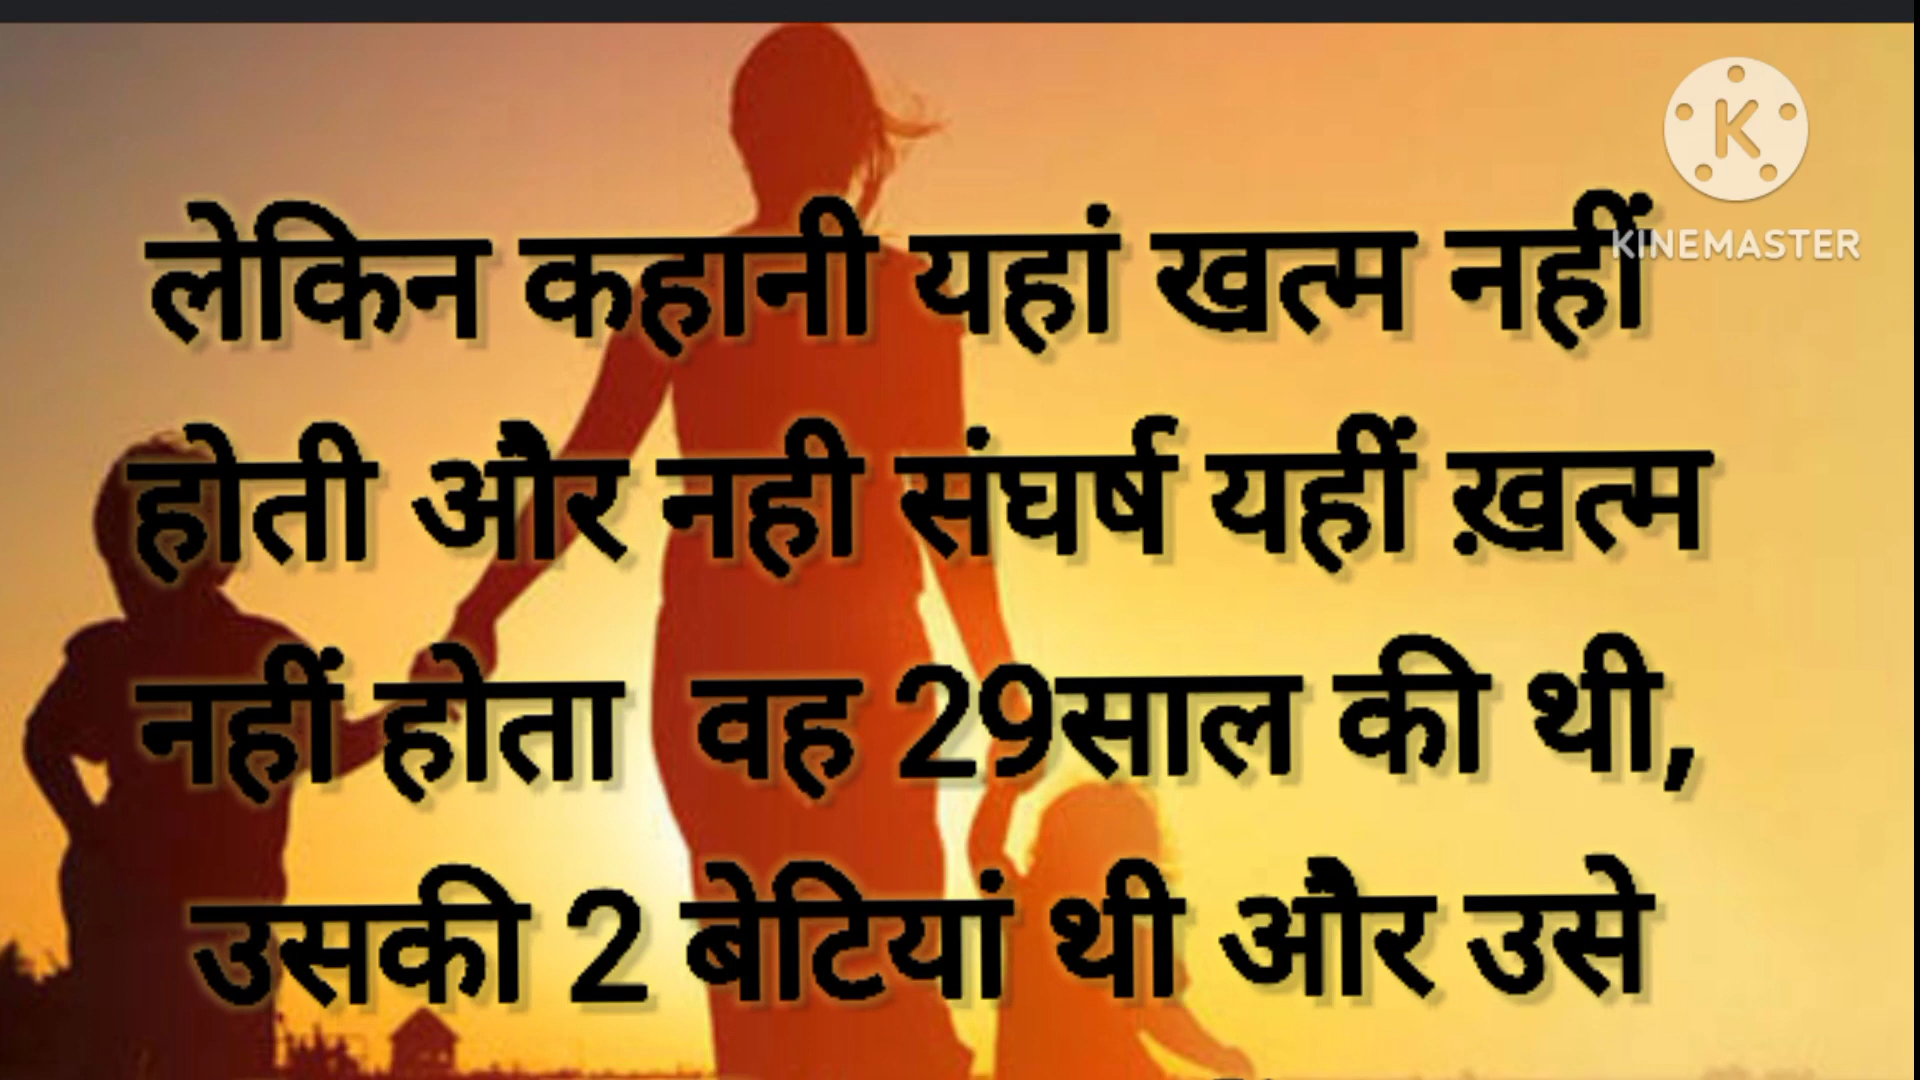 KINEMASTER
लेकिन कहानी यहां खत्म नहीं
होती और नही संघर्ष यहीं ख़त्म
नहीं होता वह 29साल की थी,
उसकी 2 बेटियां थी और उसे